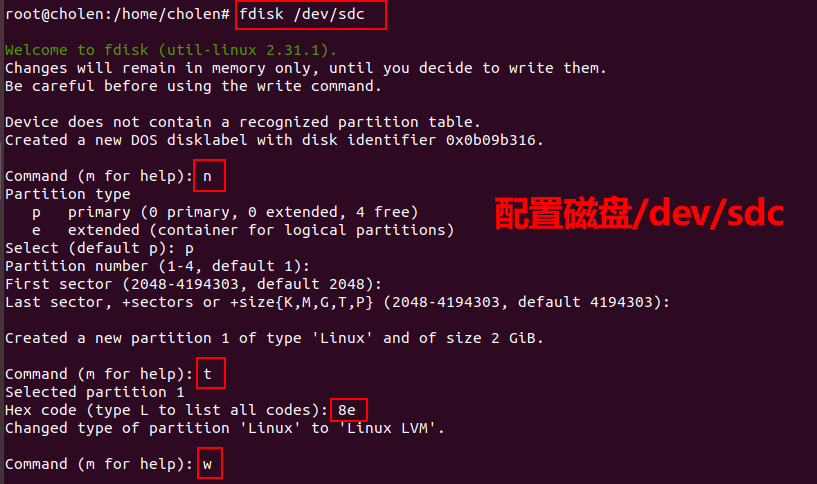 root@cholen:/home/cholen# fdisk /dev/sdc
Welcome to fdisk (util-linux 2.31.1).
Changes will remain in memory only, until you decide to write them.
Be careful before using the write command.
Device does not contain a recognized partition table.
Created a new DOS disklabel with disk identifier 0x0b09b316.
Command (m for help): n
Partition type
   p   primary (0 primary, 0 extended, 4 free)
   e   extended (container for logical partitions)
Select (default p): p
配置磁盘/dev/sdc
Partition number (1-4, default 1):
First sector (2048-4194303, default 2048):
Last sector, +sectors or +size{K,M,G,T,P} (2048-4194303, default 4194303):
Created a new partition 1 of type 'Linux' and of size 2 GiB.
Command (m for help): t
Selected partition 1
Hex code (type L to list all codes): 8e
Changed type of partition 'Linux' to 'Linux LVM'.
Command (m for help): w